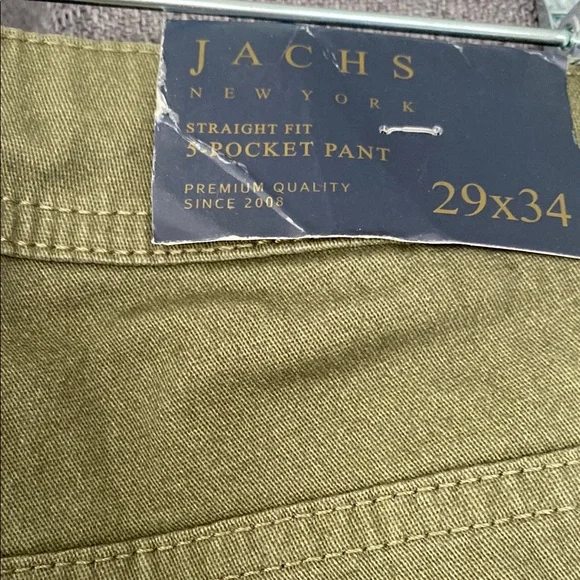 JACHS
NEW YORK
STRAIGHT FIT
5-POCKET PANT
PREMIUM QUALITY
SINCE 2008
29x34